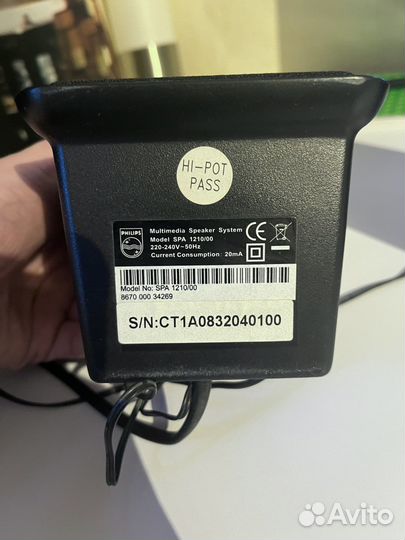 HI-POT
PASS
PHILIPS
Multimedia Speaker System
Model SPA 1210/00
220-240V~50Hz
Current Consumption: 20mA
CE
Model No: SPA 1210/00
8670 000 34269
S/N:CT1A0832040100
Avito